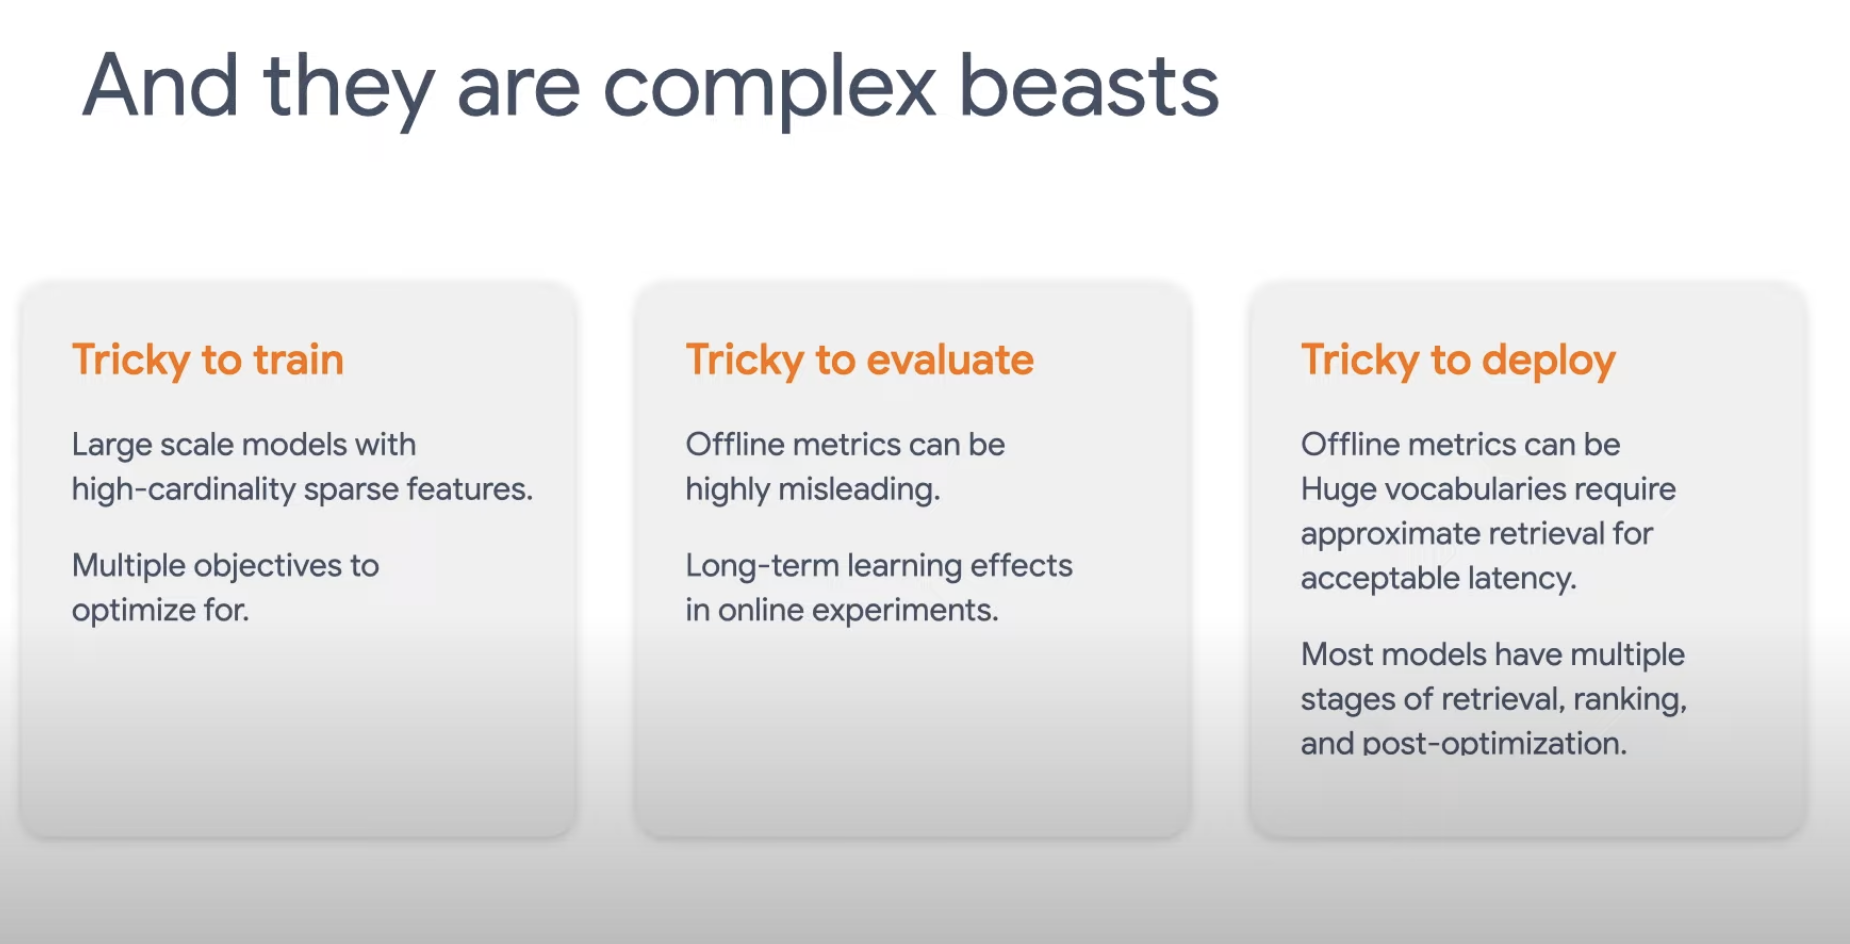 And they are complex beasts
Tricky to train
Large scale models with
high-cardinality sparse features.
Multiple objectives to
optimize for.
Tricky to evaluate
Offline metrics can be
highly misleading.
Long-term learning effects
in online experiments.
Tricky to deploy
Offline metrics can be
Huge vocabularies require
approximate retrieval for
acceptable latency.
Most models have multiple
stages of retrieval, ranking,
and post-optimization.